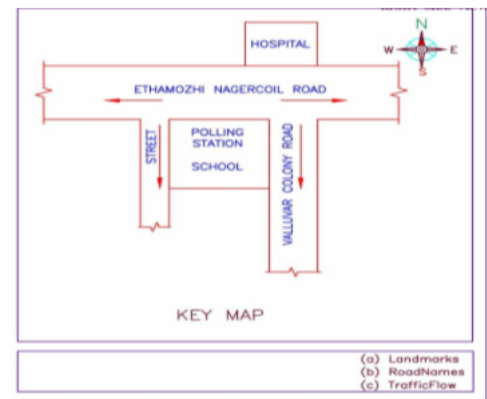 N
HOSPITAL
W E
S
ETHAMOZHI NAGERCOIL ROAD
STREET
POLLING
STATION
SCHOOL
VALLUVAR COLONY ROAD
KEY MAP
(a) Landmarks
(b) RoadNames
(c) TrafficFlow